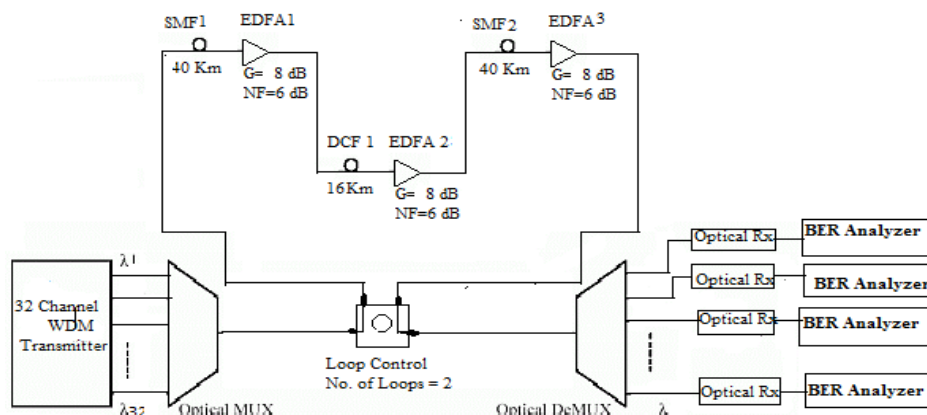 SMF1
EDFA1
40 Km
G= 8 dB
NF=6 dB
SMF2
EDFA3
40 Km
G= 8 dB
NF=6 dB
DCF 1
EDFA 2
16Km
G= 8 dB
NF=6 dB
λ1
32 Channel
WDM
Transmitter
λ32
Optical MUX
Loop Control
No. of Loops = 2
Optical DeMUX
λ
Optical Rx
BER Analyzer
Optical Rx
BER Analyzer
Optical Rx
BER Analyzer
Optical Rx
BER Analyzer